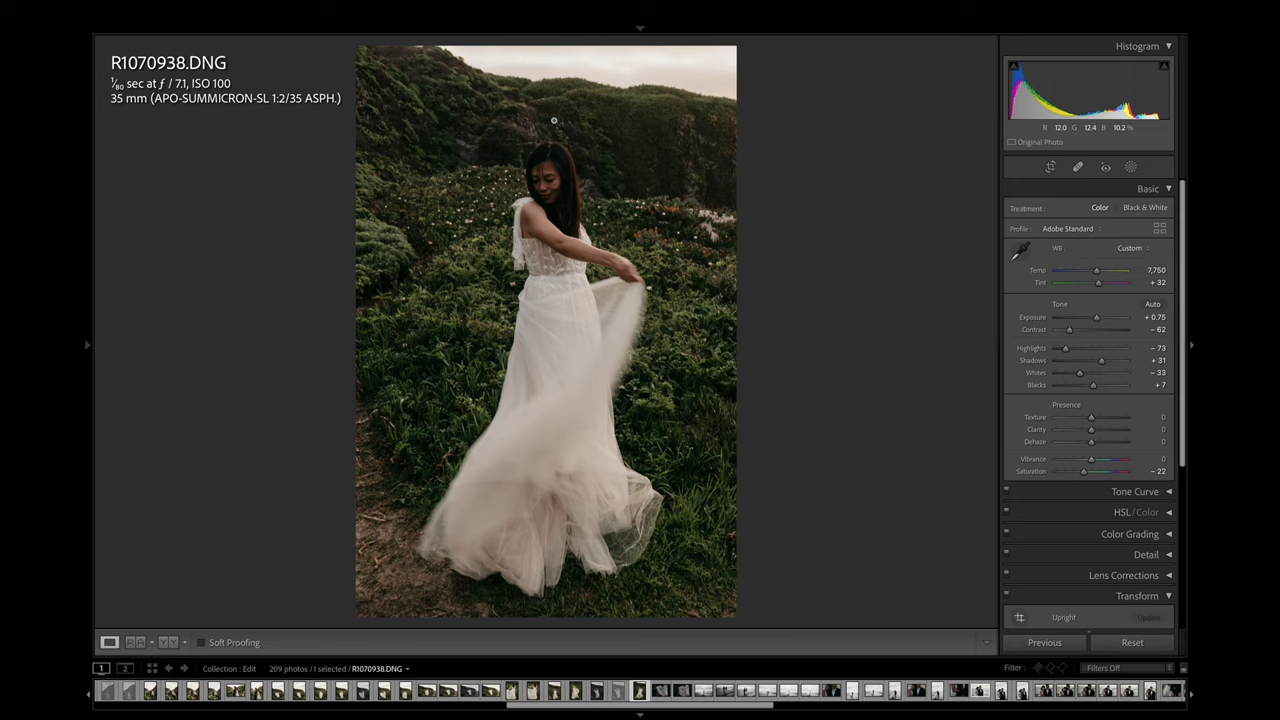 R1070938.DNG
1/80 sec at ƒ / 7.1, ISO 100
35 mm (APO-SUMMICRON-SL 1:2/35 ASPH.)
Histogram
R 12.0 G 12.4 B 10.2 %
Original Photo
Basic
Treatment : Color Black & White
Profile : Adobe Standard
WB : Custom
Temp 7,750
Tint + 32
Tone Auto
Exposure + 0.75
Contrast − 62
Highlights − 73
Shadows + 31
Whites − 33
Blacks + 7
Presence
Texture 0
Clarity 0
Dehaze 0
Vibrance 0
Saturation − 22
Tone Curve
HSL / Color
Color Grading
Detail
Lens Corrections
Transform
Upright Update
Previous Reset
R A Y Y Soft Proofing
1 2 Collection : Edit 209 photos / 1 selected / R1070938.DNG Filter : Filters Off